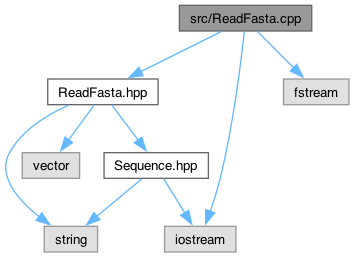 src/ReadFasta.cpp
ReadFasta.hpp
fstream
vector
Sequence.hpp
string
iostream